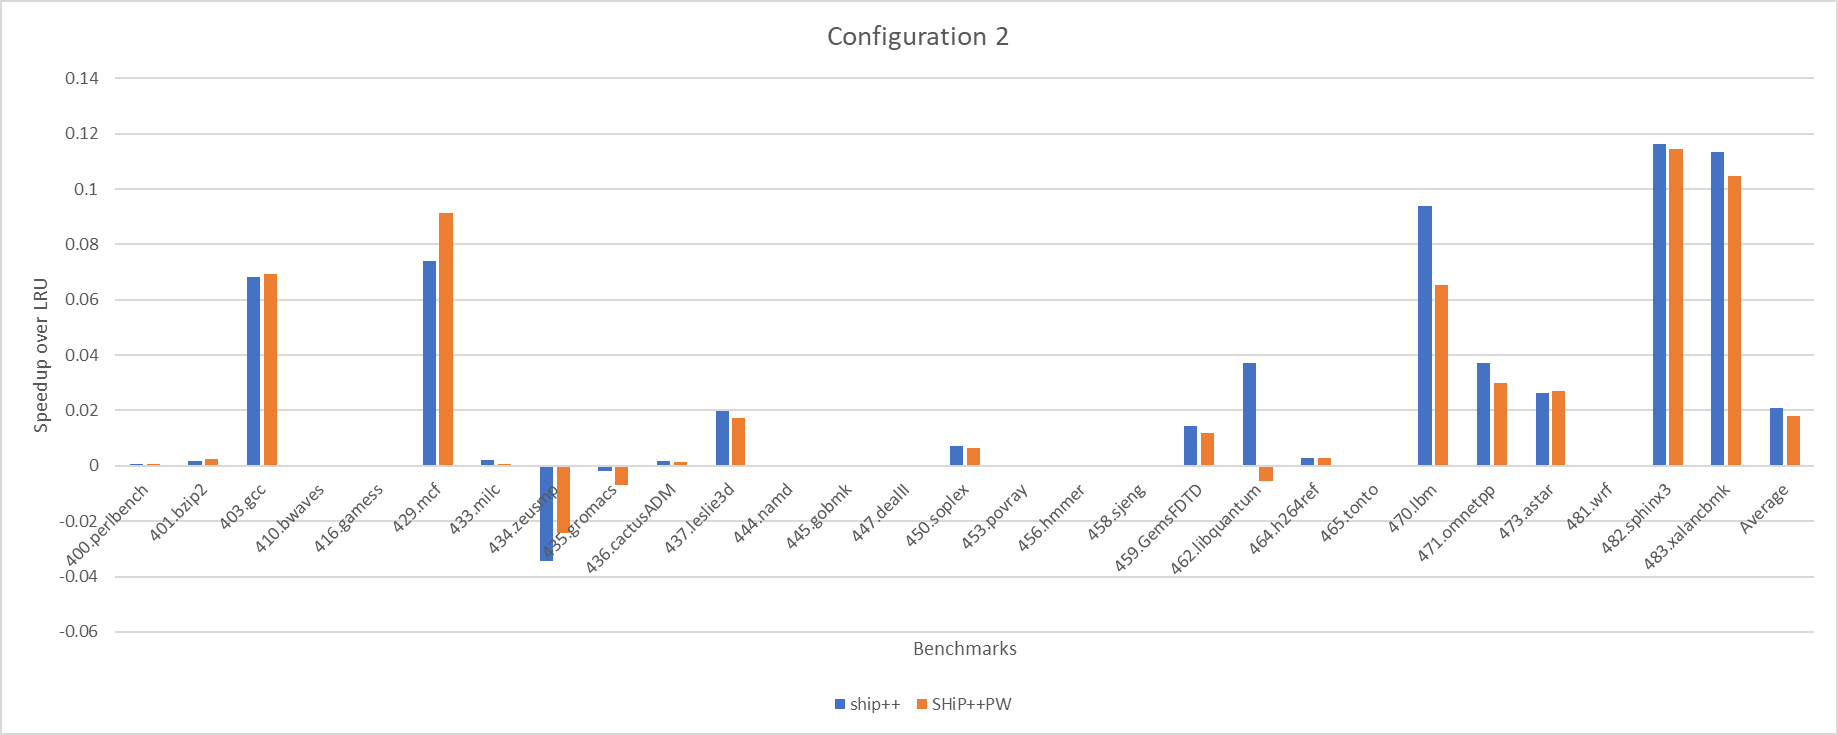 Configuration 2
0.14
0.12
0.1
0.08
0.06
0.04
0.02
0
-0.02
-0.04
-0.06
Speedup over LRU
400.perlbench
401.bzip2
403.gcc
410.bwaves
416.gamess
429.mcf
433.milc
434.zeusmp
435.gromacs
436.cactusADM
437.leslie3d
444.namd
445.gobmk
447.dealII
450.soplex
453.povray
456.hmmer
458.sjeng
459.GemsFDTD
462.libquantum
464.h264ref
465.tonto
470.lbm
471.omnetpp
473.astar
481.wrf
482.sphinx3
483.xalancbmk
Average
Benchmarks
ship++
SHiP++PW